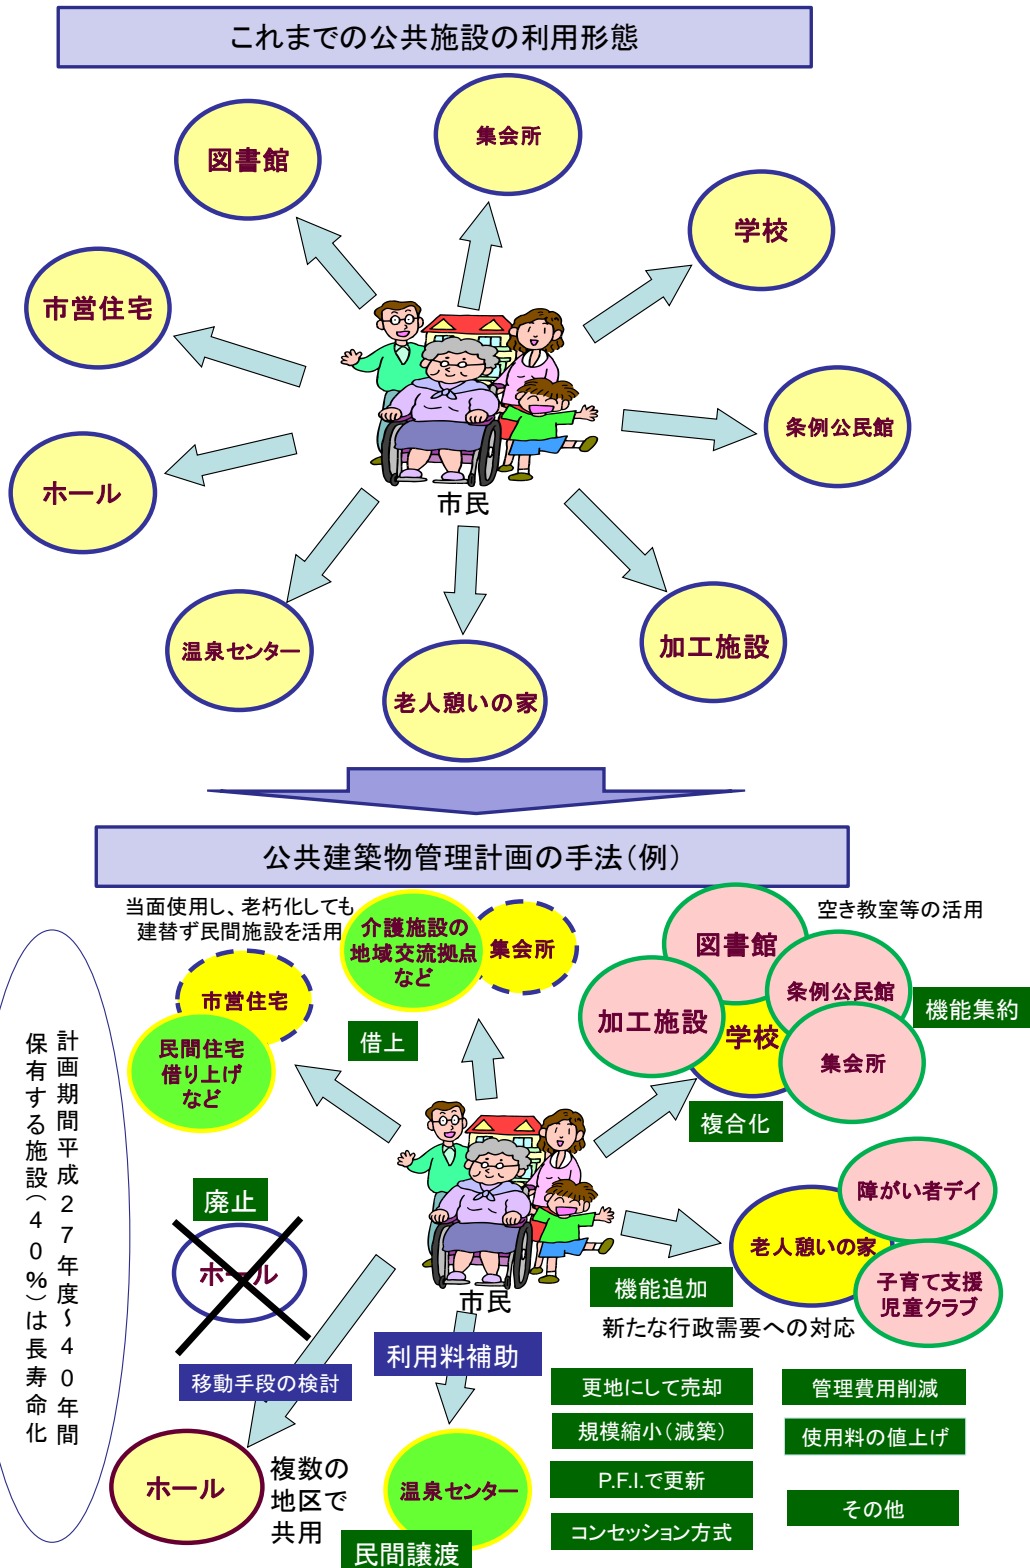 これまでの公共施設の利用形態
図書館
集会所
学校
市営住宅
条例公民館
ホール
市民
温泉センター
老人憩いの家
加工施設
公共建築物管理計画の手法(例)
当面使用し、老朽化しても
建替ず民間施設を活用
介護施設の
地域交流拠点
など
集会所
空き教室等の活用
図書館
市営住宅
条例公民館
機能集約
加工施設
学校
民間住宅
借り上げ
など
借上
集会所
複合化
計画期間平成27年度~40年間
保有する施設(40%)は長寿命化
廃止
ホール
障がい者デイ
老人憩いの家
子育て支援
児童クラブ
機能追加
市民
新たな行政需要への対応
利用料補助
移動手段の検討
更地にして売却
管理費用削減
規模縮小(減築)
使用料の値上げ
P.F.I.で更新
その他
コンセッション方式
ホール
複数の
地区で
共用
温泉センター
民間譲渡